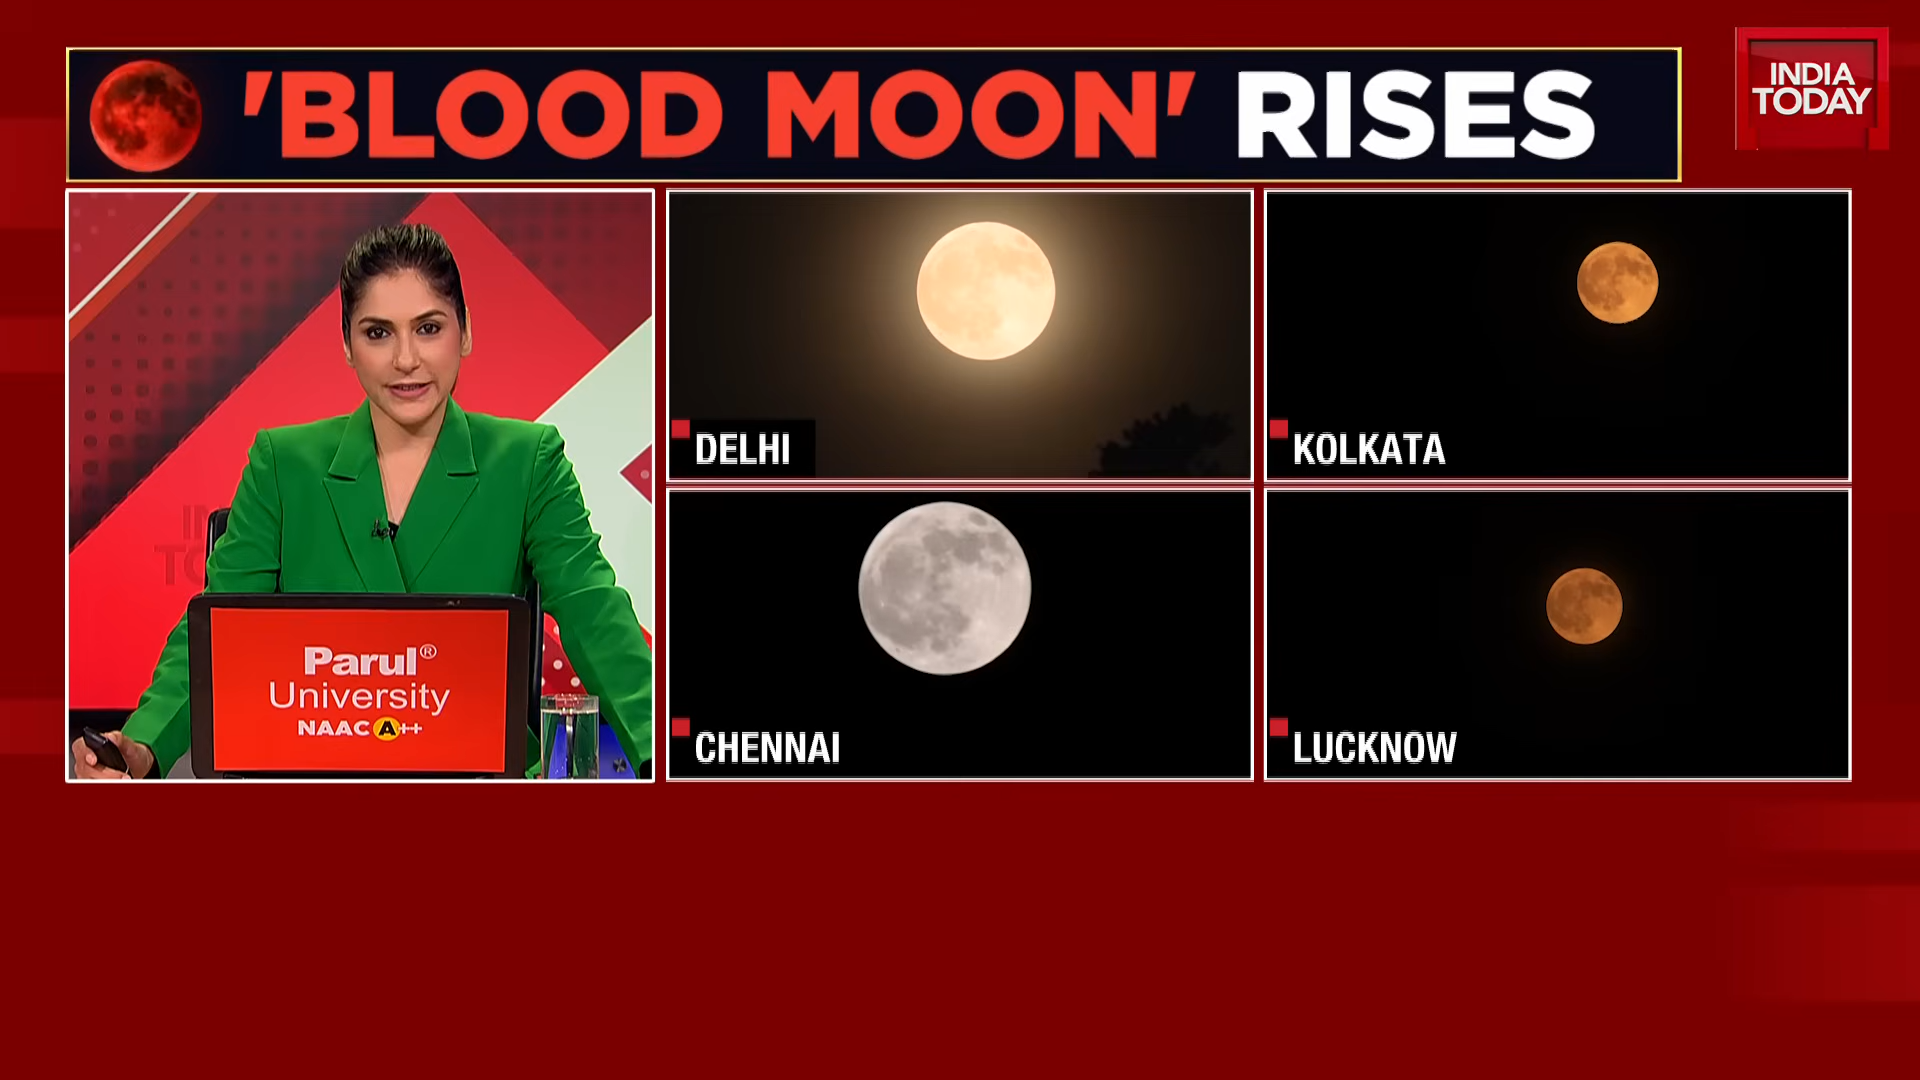 'BLOOD MOON' RISES
INDIA
TODAY
DELHI
KOLKATA
CHENNAI
LUCKNOW
Parul®
University
NAAC A++